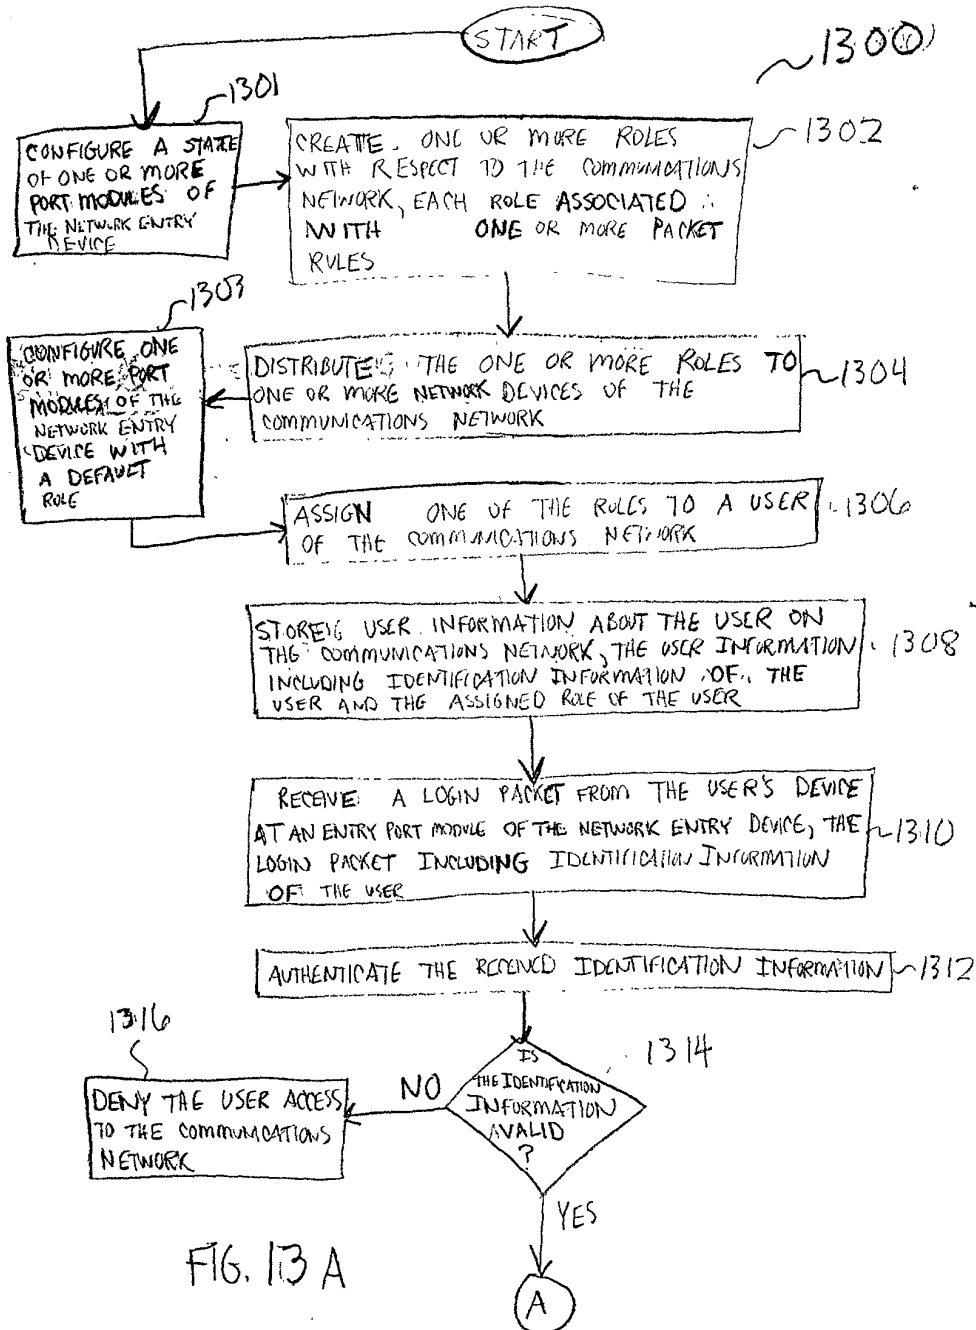 START
1300
1301
CONFIGURE A STATE
OF ONE OR MORE
PORT MODULES OF
THE NETWORK ENTRY
DEVICE
1302
CREATE ONE OR MORE ROLES
WITH RESPECT TO THE COMMUNICATIONS
NETWORK, EACH ROLE ASSOCIATED
WITH ONE OR MORE PACKET
RULES
1303
CONFIGURE ONE
OR MORE PORT
MODULES OF THE
NETWORK ENTRY
DEVICE WITH
A DEFAULT
ROLE
DISTRIBUTE THE ONE OR MORE ROLES TO
ONE OR MORE NETWORK DEVICES OF THE
COMMUNICATIONS NETWORK
1304
ASSIGN ONE OF THE ROLES TO A USER
OF THE COMMUNICATIONS NETWORK
1306
STORE USER INFORMATION ABOUT THE USER ON
THE COMMUNICATIONS NETWORK, THE USER INFORMATION
INCLUDING IDENTIFICATION INFORMATION OF THE
USER AND THE ASSIGNED ROLE OF THE USER
1308
RECEIVE A LOGIN PACKET FROM THE USER'S DEVICE
AT AN ENTRY PORT MODULE OF THE NETWORK ENTRY DEVICE, THE
LOGIN PACKET INCLUDING IDENTIFICATION INFORMATION
OF THE USER
1310
AUTHENTICATE THE RECEIVED IDENTIFICATION INFORMATION
1312
1314
IS
THE IDENTIFICATION
INFORMATION
VALID
?
1316
NO
DENY THE USER ACCESS
TO THE COMMUNICATIONS
NETWORK
YES
A
FIG. 13 A